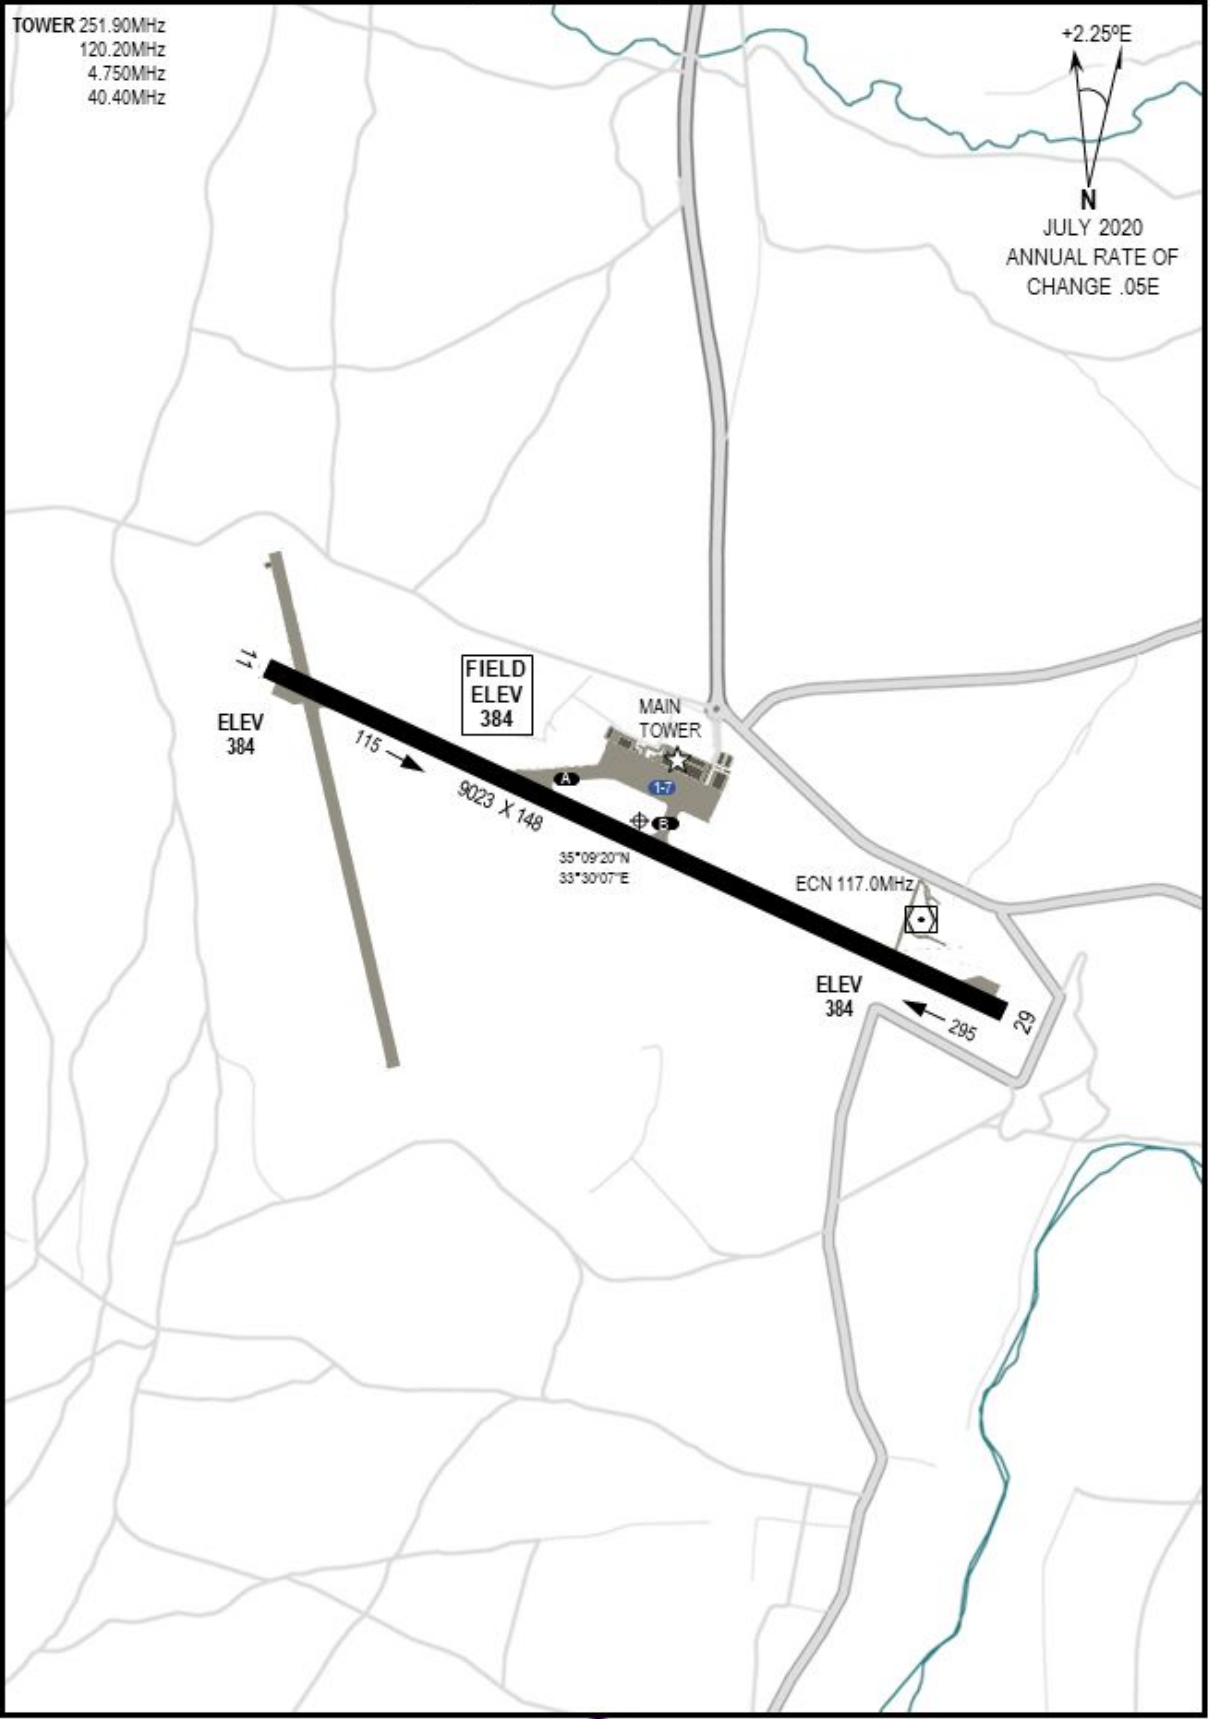 TOWER 251.90MHz
120.20MHz
4.750MHz
40.40MHz
+2.25ºE
N
JULY 2020
ANNUAL RATE OF
CHANGE .05E
11
FIELD
ELEV
384
ELEV
384
MAIN
TOWER
115
A
1-7
9023 X 148
B
35°09'20"N
33°30'07"E
ECN 117.0MHz
ELEV
384
295
29